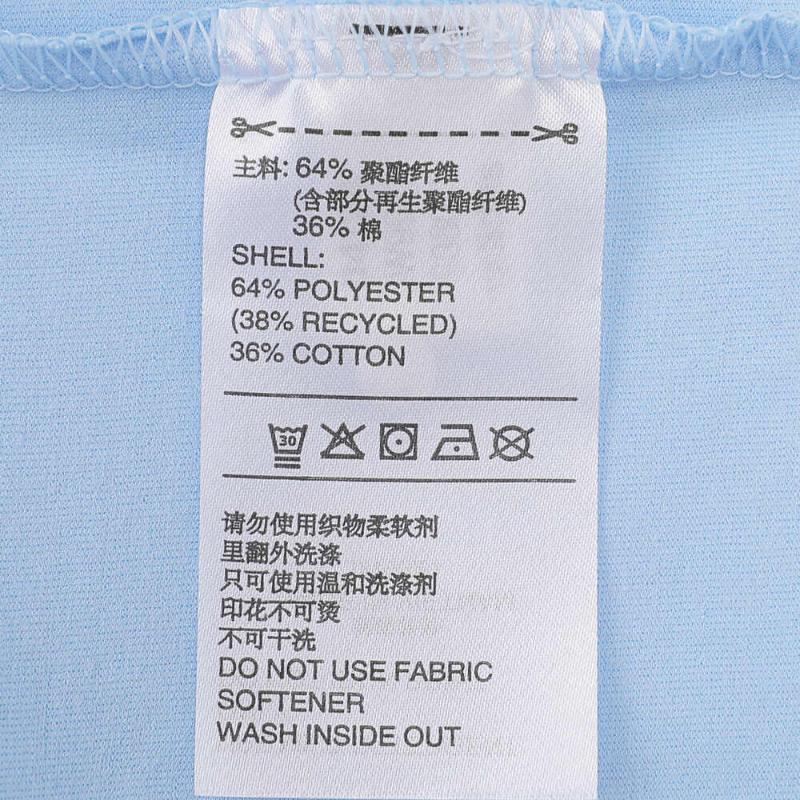 主料: 64% 聚酯纤维
(含部分再生聚酯纤维)
36% 棉
SHELL:
64% POLYESTER
(38% RECYCLED)
36% COTTON
30
请勿使用织物柔软剂
里翻外洗涤
只可使用温和洗涤剂
印花不可烫
不可干洗
DO NOT USE FABRIC
SOFTENER
WASH INSIDE OUT